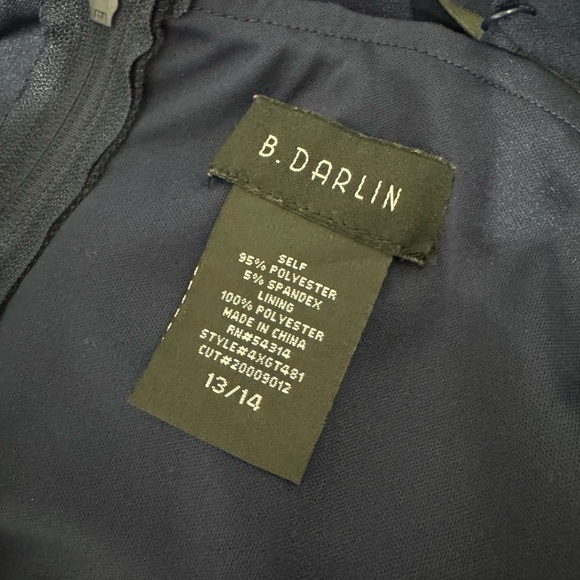 B. DARLIN
SELF
95% POLYESTER
5% SPANDEX
LINING
100% POLYESTER
MADE IN CHINA
RN#54314
STYLE#4XGT481
CUT#20009012
13/14